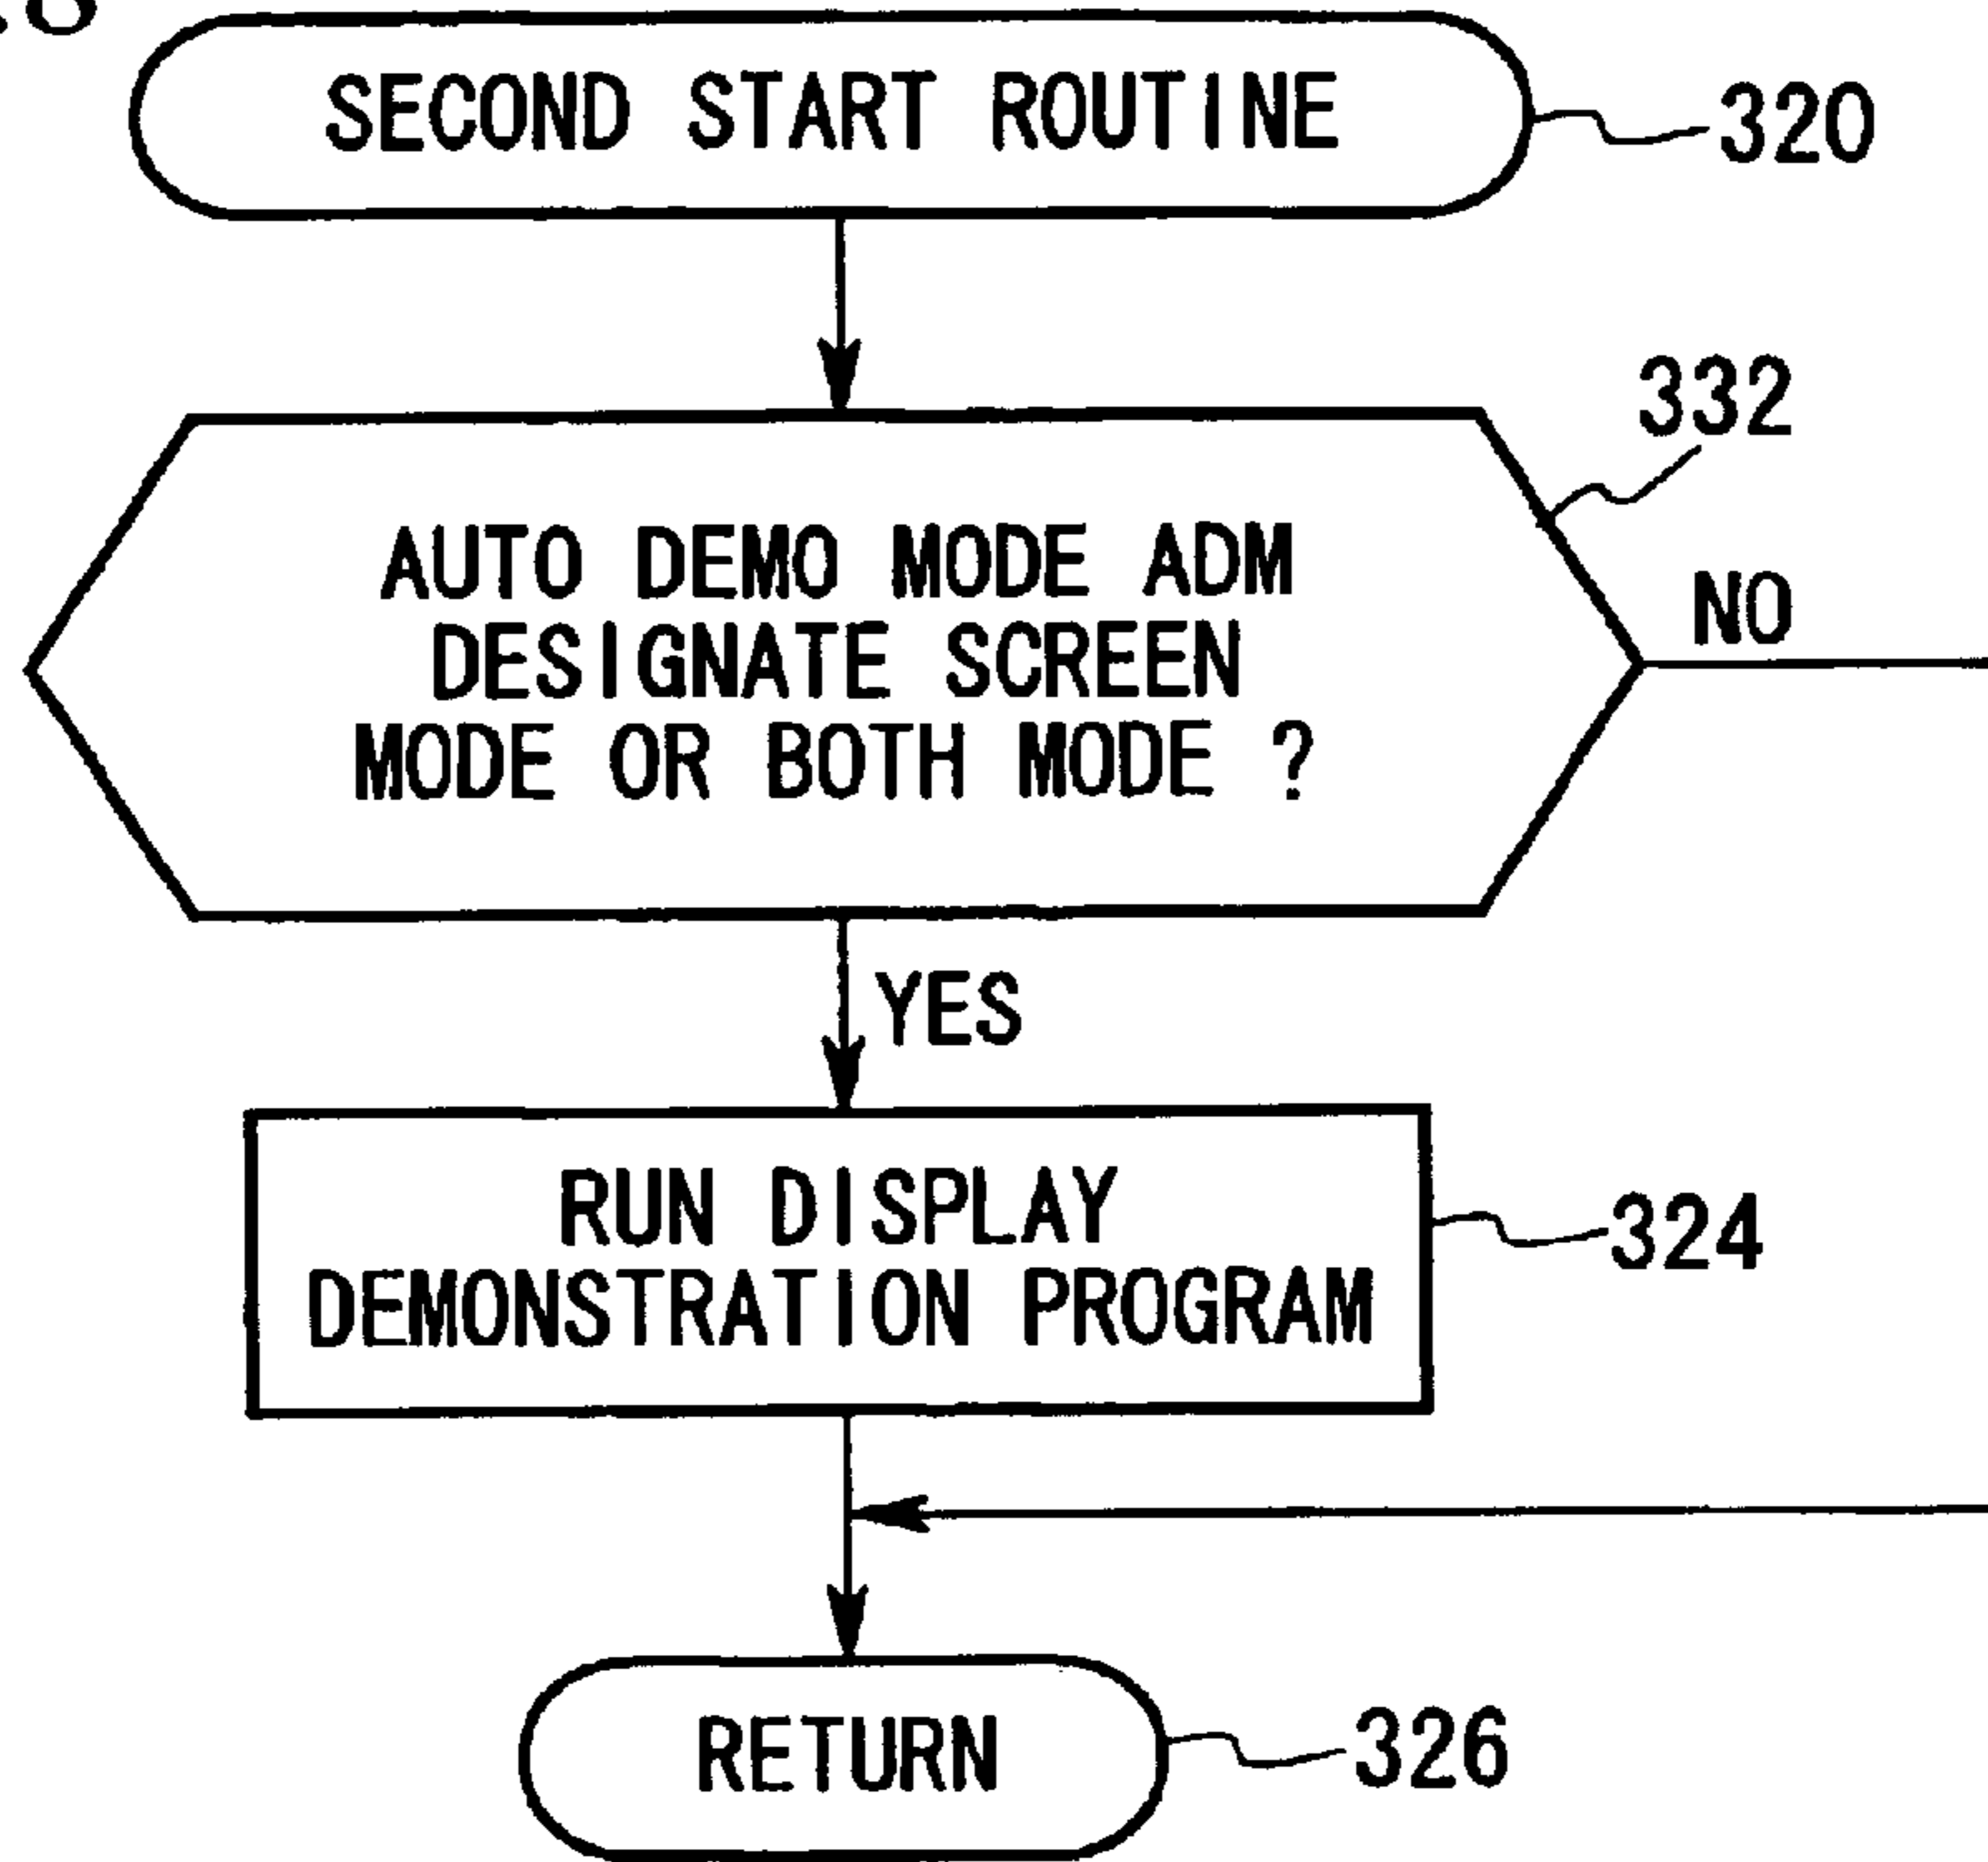 SECOND START ROUTINE
320
332
AUTO DEMO MODE ADM
DESIGNATE SCREEN
MODE OR BOTH MODE ?
NO
YES
RUN DISPLAY
DEMONSTRATION PROGRAM
324
RETURN
326